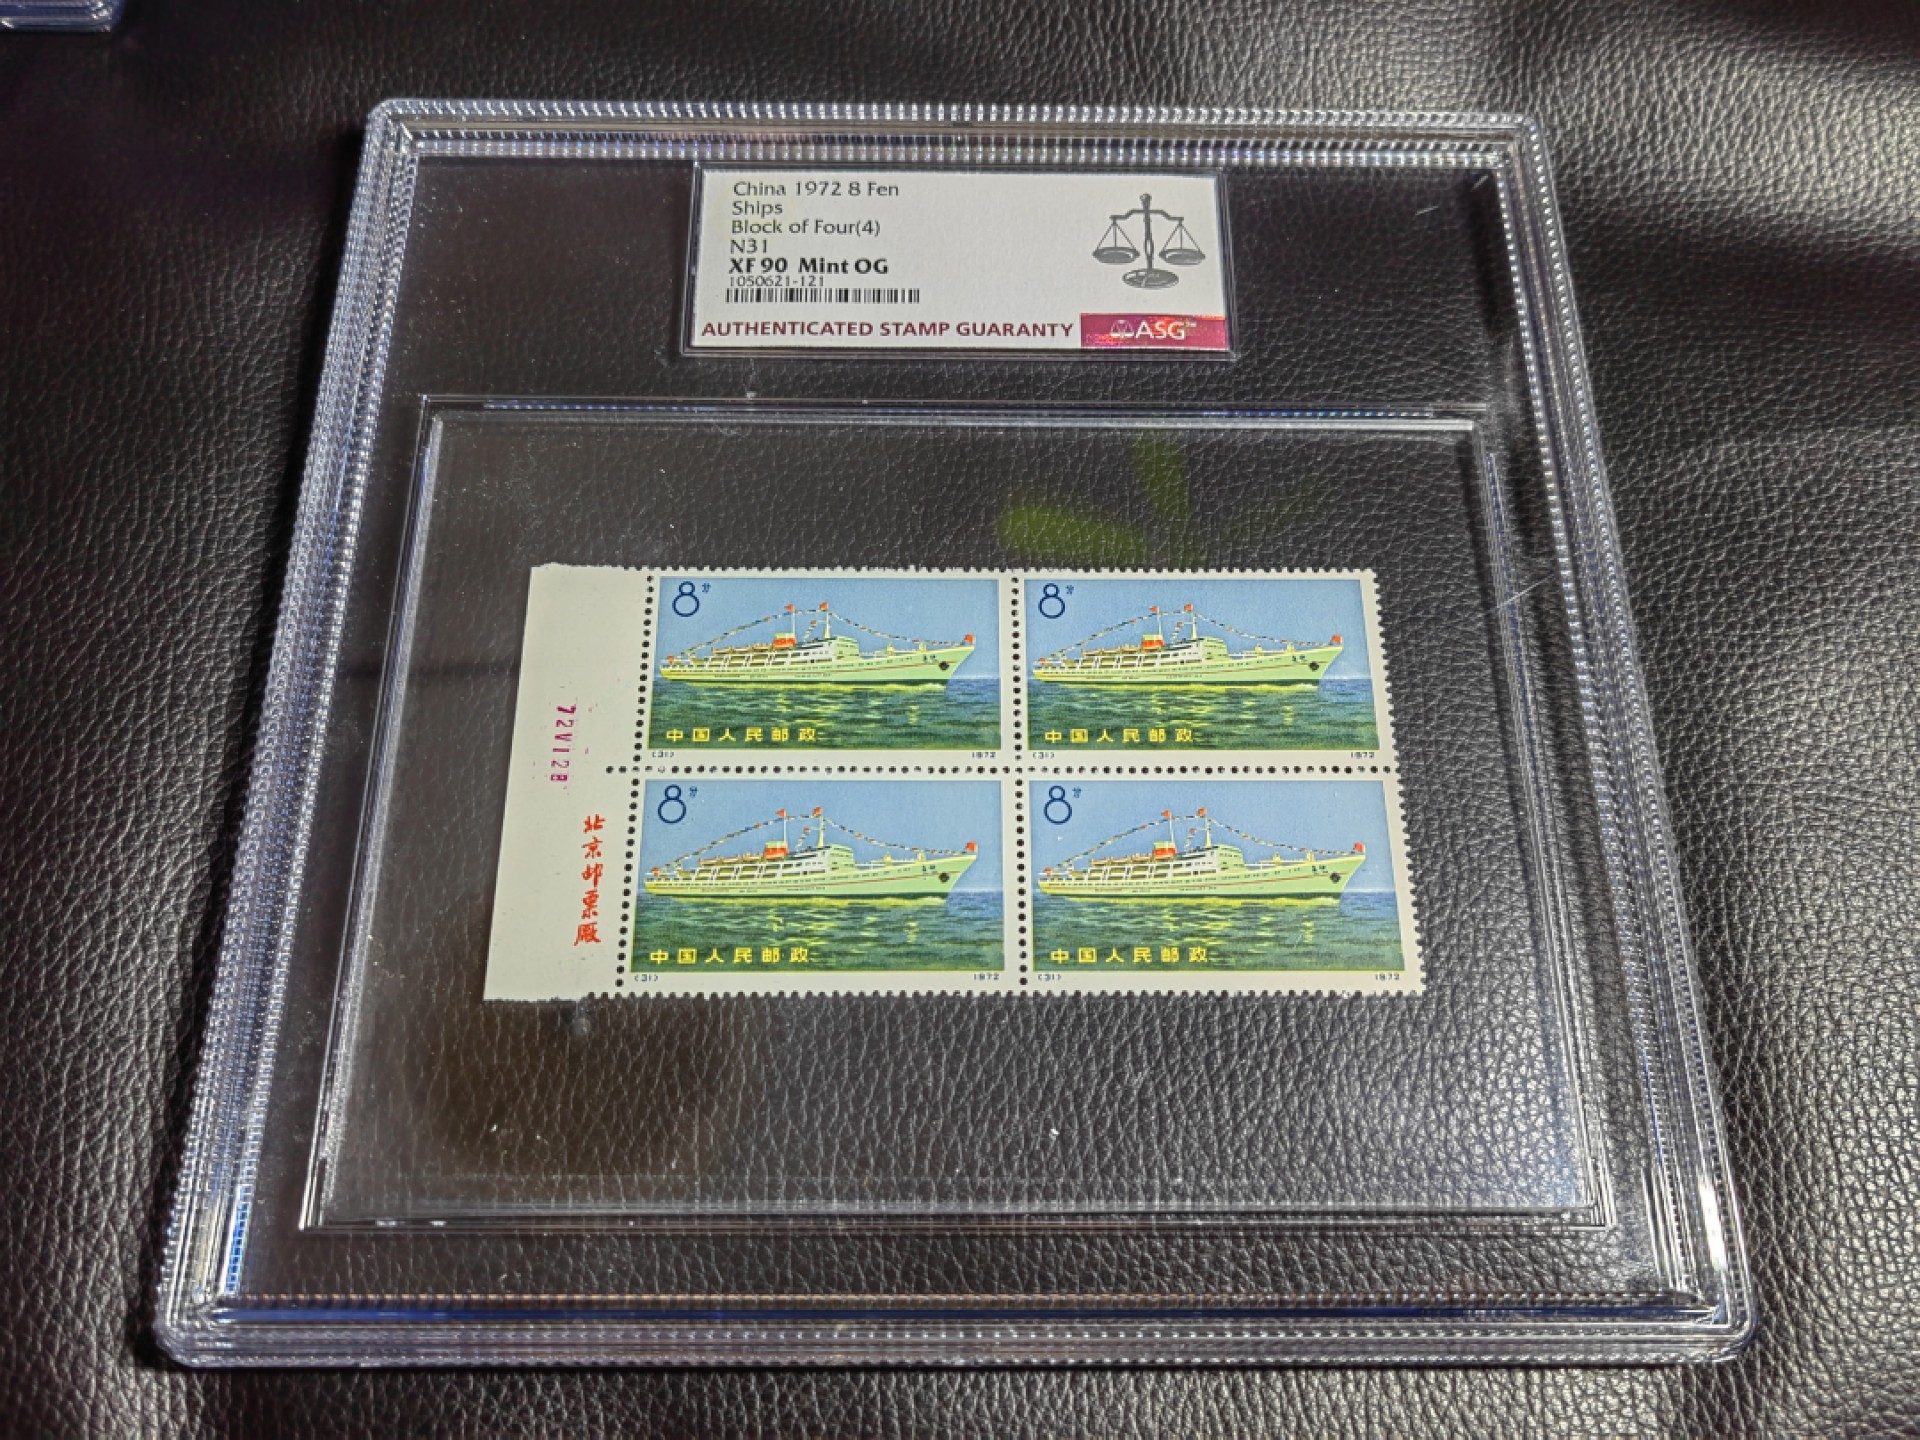 China 1972 8 Fen
Ships
Block of Four(4)
N31
XF 90 Mint OG
1050621-121
AUTHENTICATED STAMP GUARANTY
ASG
8分
中国人民邮政
(31) 1972
8分
中国人民邮政
(31) 1972
72V128
北京邮票厂
8分
中国人民邮政
(31) 1972
8分
中国人民邮政
(31) 1972